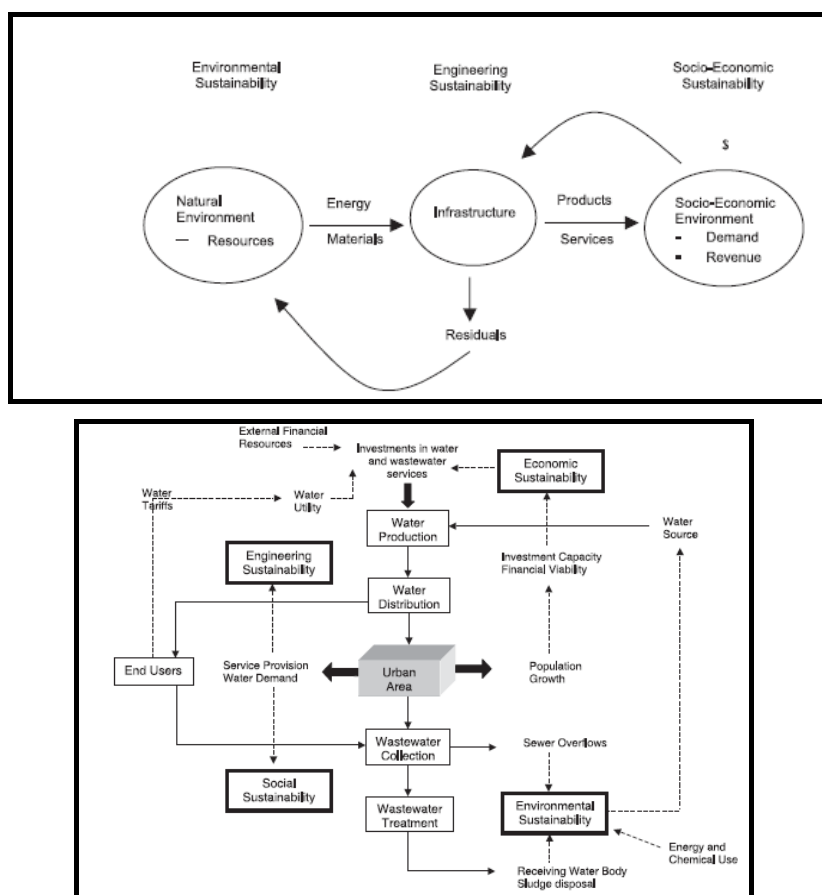 Environmental
Sustainability
Engineering
Sustainability
Socio-Economic
Sustainability
$
Natural
Environment
— Resources
Energy
Materials
Infrastructure
Products
Services
Socio-Economic
Environment
- Demand
- Revenue
Residuals
External Financial
Resources
Investments in water
and wastewater
services
Economic
Sustainability
Water
Tariffs
Water
Utility
Water
Production
Water
Source
Engineering
Sustainability
Investment Capacity
Financial Viability
Water
Distribution
End Users
Service Provision
Water Demand
Urban
Area
Population
Growth
Wastewater
Collection
Sewer Overflows
Social
Sustainability
Wastewater
Treatment
Environmental
Sustainability
Energy and
Chemical Use
Receiving Water Body
Sludge disposal